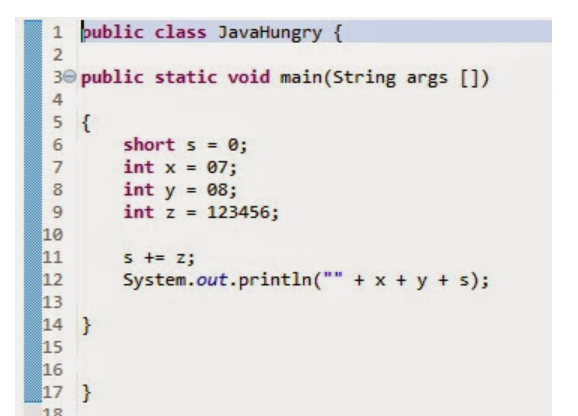 1 public class JavaHungry {
2
3 public static void main(String args [])
4
5 {
6 short s = 0;
7 int x = 07;
8 int y = 08;
9 int z = 123456;
10
11 s += z;
12 System.out.println("" + x + y + s);
13
14 }
15
16
17 }
18